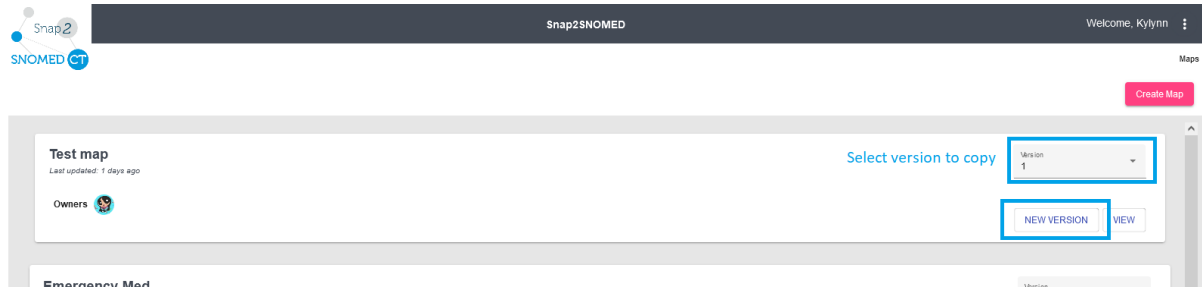 Snap2
SNOMED CT
Snap2SNOMED
Welcome, Kylynn
Maps
Create Map
Test map
Last updated: 1 days ago
Select version to copy
Version
1
Owners
NEW VERSION
VIEW
Emergency Med
Version